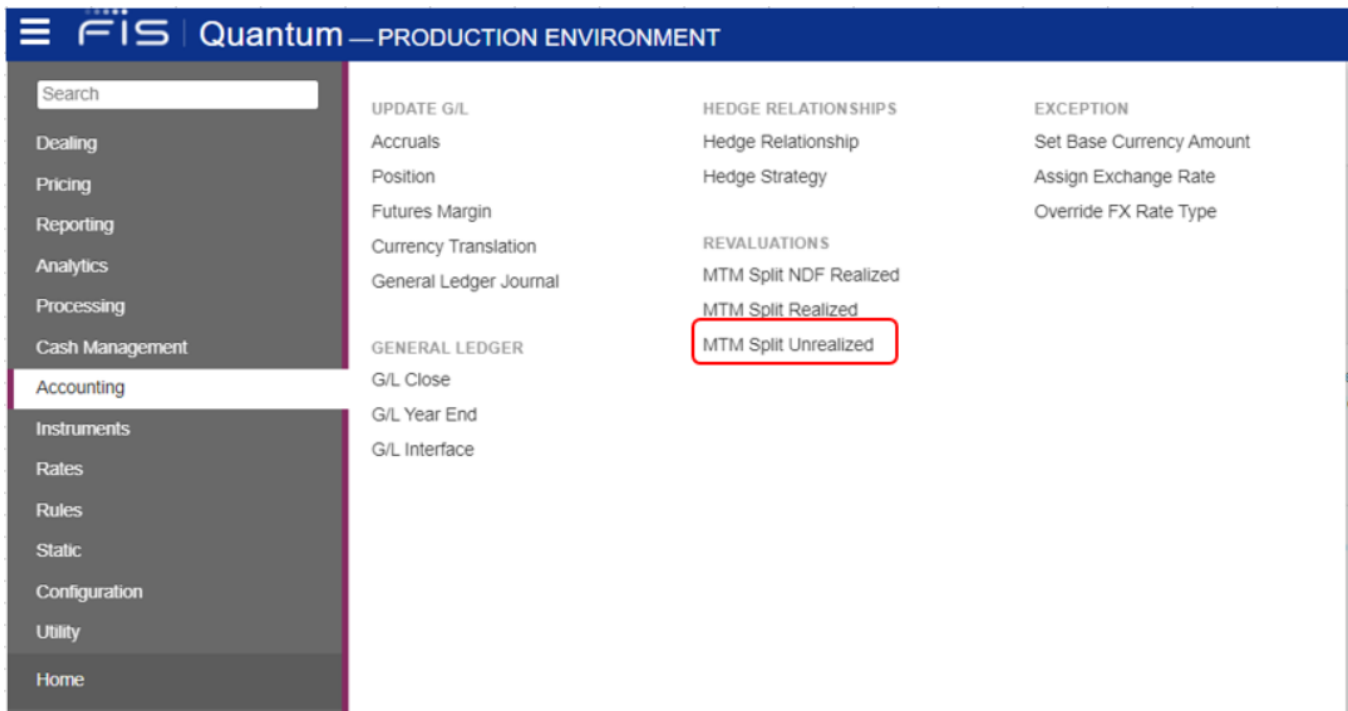 FIS Quantum — PRODUCTION ENVIRONMENT
Search
Dealing
Pricing
Reporting
Analytics
Processing
Cash Management
Accounting
Instruments
Rates
Rules
Static
Configuration
Utility
Home
UPDATE G/L
Accruals
Position
Futures Margin
Currency Translation
General Ledger Journal
GENERAL LEDGER
G/L Close
G/L Year End
G/L Interface
HEDGE RELATIONSHIPS
Hedge Relationship
Hedge Strategy
REVALUATIONS
MTM Split NDF Realized
MTM Split Realized
MTM Split Unrealized
EXCEPTION
Set Base Currency Amount
Assign Exchange Rate
Override FX Rate Type